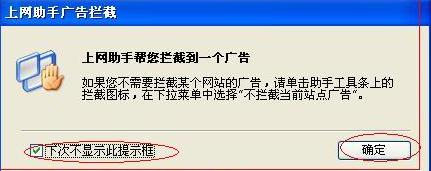 上网助手广告拦截
上网助手帮您拦截到一个广告
如果您不需要拦截某个网站的广告，请单击助手工具条上的
拦截图标，在下拉菜单中选择“不拦截当前站点广告”。
下次不显示此提示框
确定